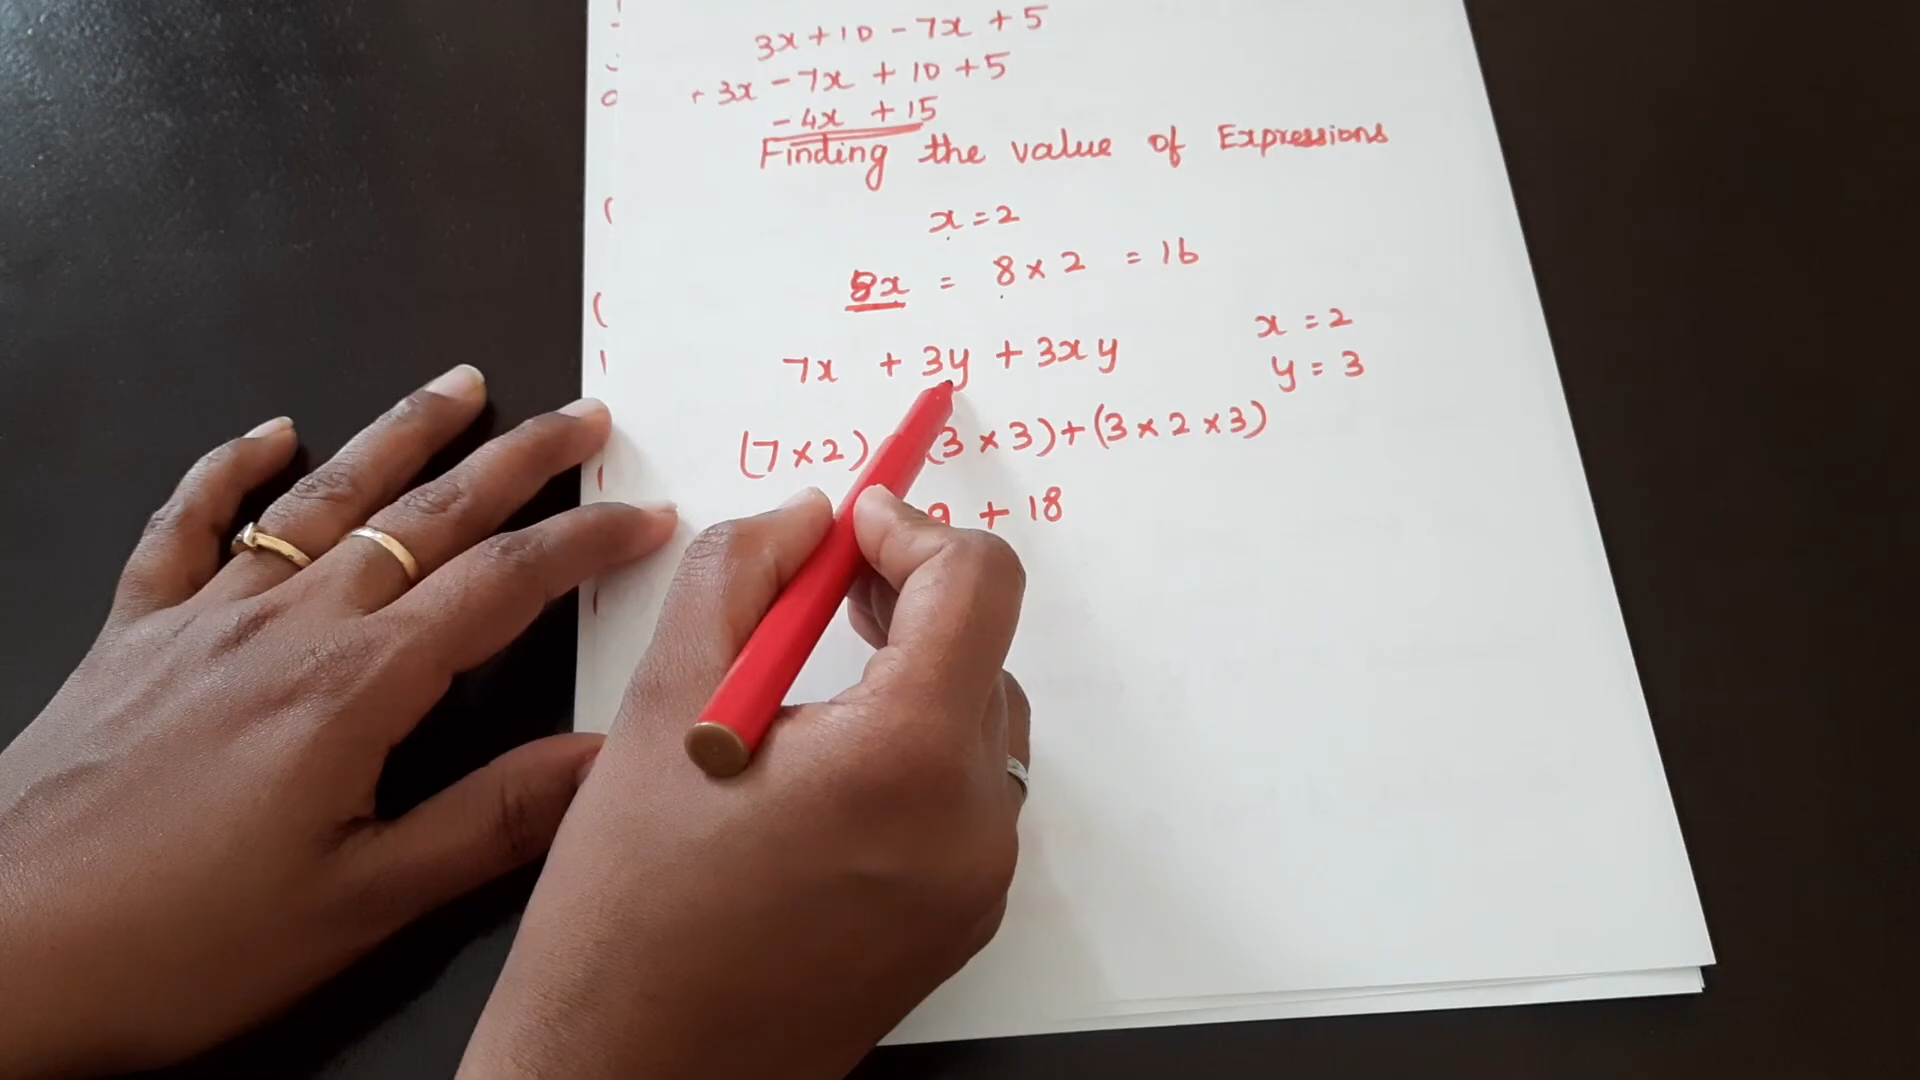 3x + 10 - 7x + 5
+ 3x - 7x + 10 + 5
- 4x + 15
Finding the value of Expressions
x = 2
8x = 8 × 2 = 16
7x + 3y + 3xy
x = 2
y = 3
(7 × 2) (3 × 3) + (3 × 2 × 3)
9 + 18